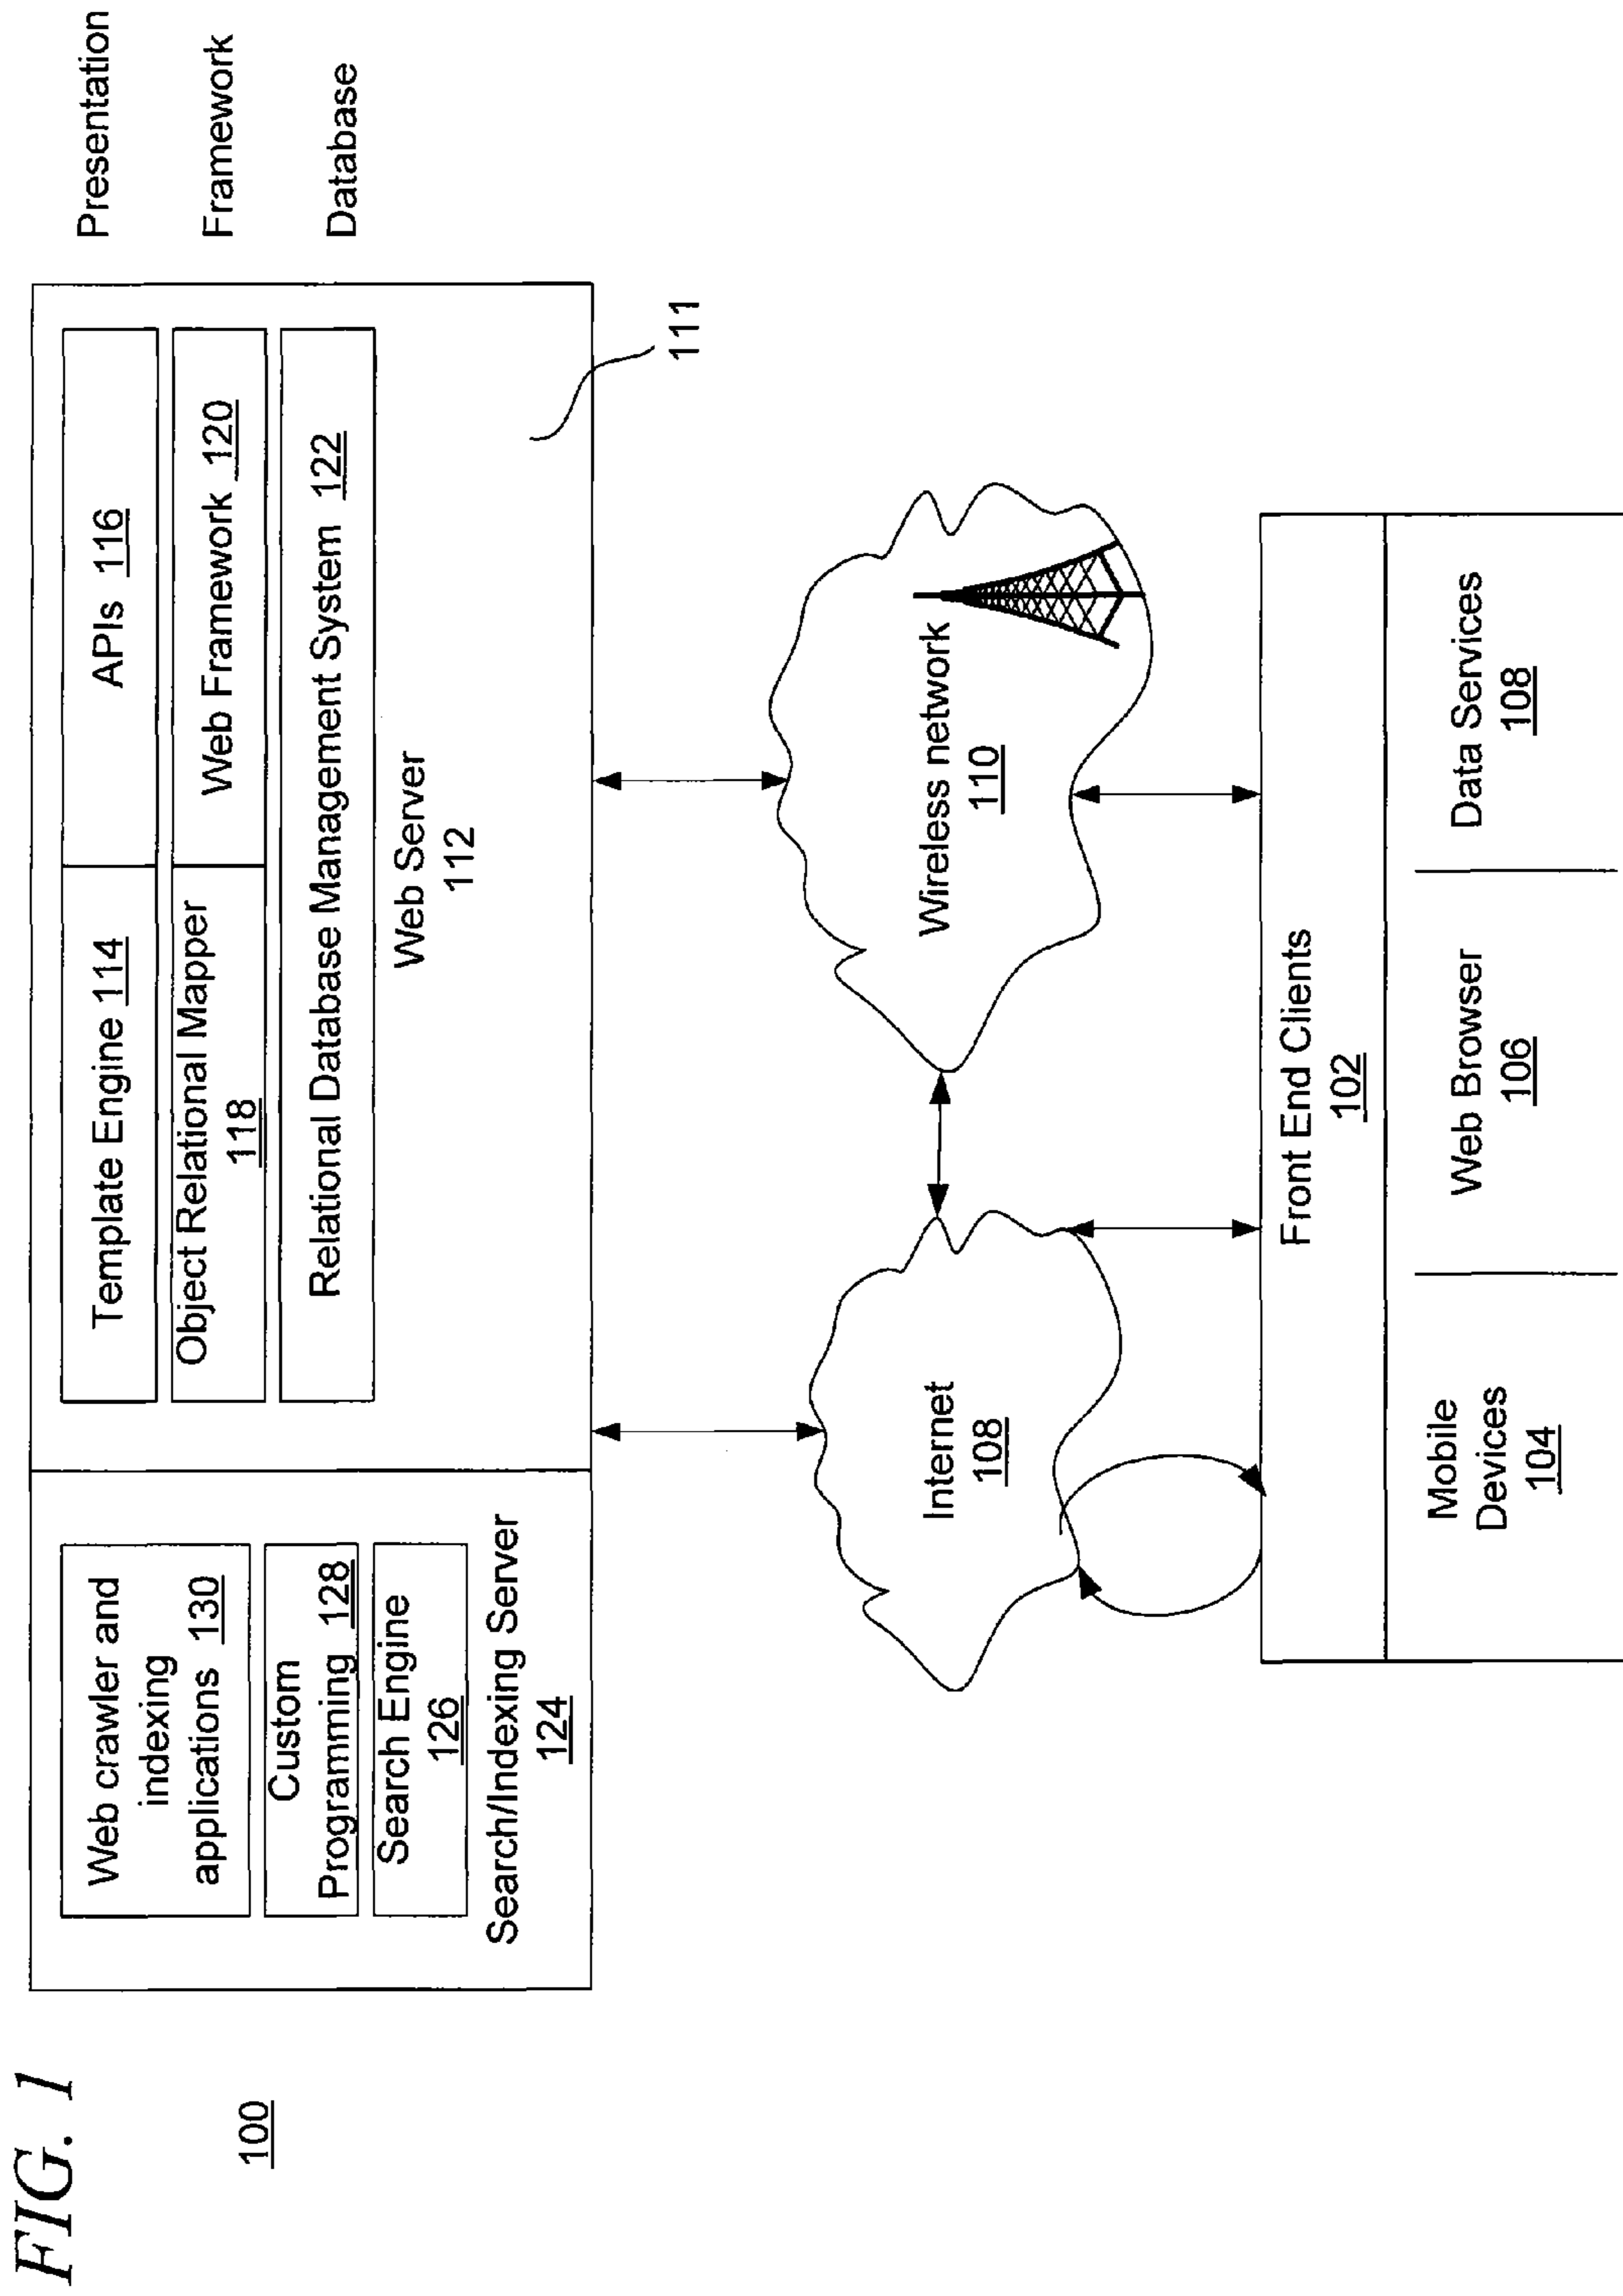 FIG. 1
100
Web crawler and
indexing
applications 130
Custom
Programming 128
Search Engine
126
Search/Indexing Server
124
Template Engine 114
APIs 116
Object Relational Mapper
118
Web Framework 120
Relational Database Management System 122
Web Server
112
Presentation
Framework
Database
111
Internet
108
Wireless network
110
Front End Clients
102
Mobile
Devices
104
Web Browser
106
Data Services
108